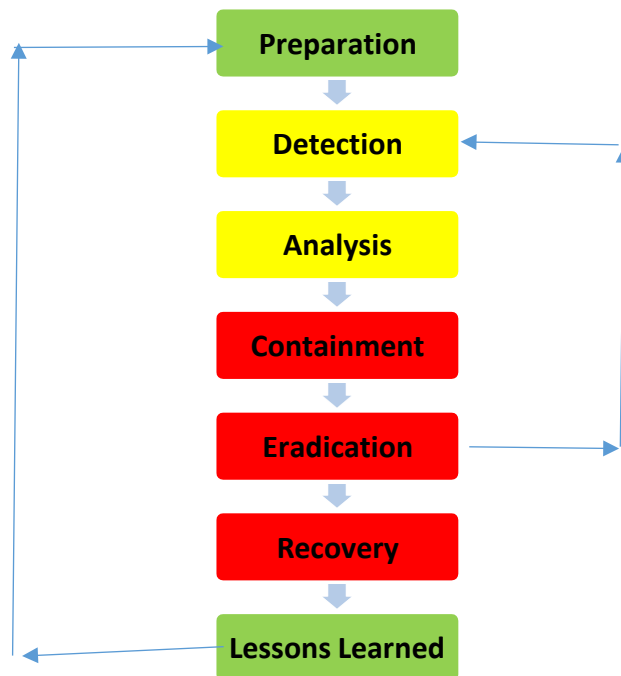 Preparation
Detection
Analysis
Containment
Eradication
Recovery
Lessons Learned